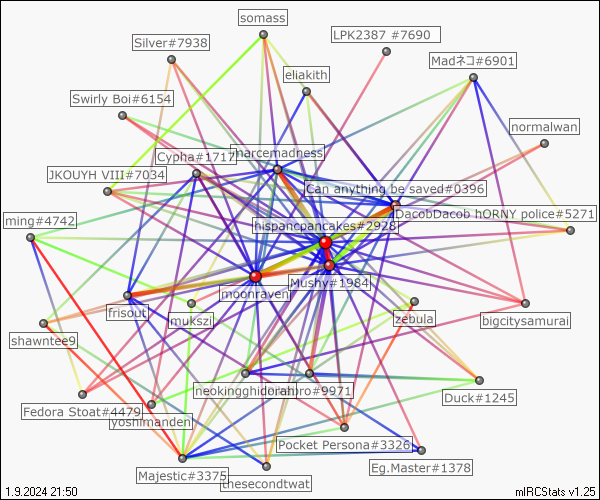 somass
LPK2387 #7690
Silver#7938
eliakith
Madネコ#6901
Swirly Boi#6154
normalwan
marcemadness
Cypha#1717
JKOUYH VIII#7034
Can anything be saved#0396
DacobDacob hORNY police#5271
ming#4742
hispancpancakes#2928
Mushy#1984
moonraven
frisout
mukszi
zebula
bigcitysamurai
shawntee9
neokingghidorah
#9971
Duck#1245
Fedora Stoat#4479
yoshimanden
Pocket Persona#3326
Majestic#3375
Eg.Master#1378
thesecondtwat
1.9.2024 21:50
mIRCStats v1.25